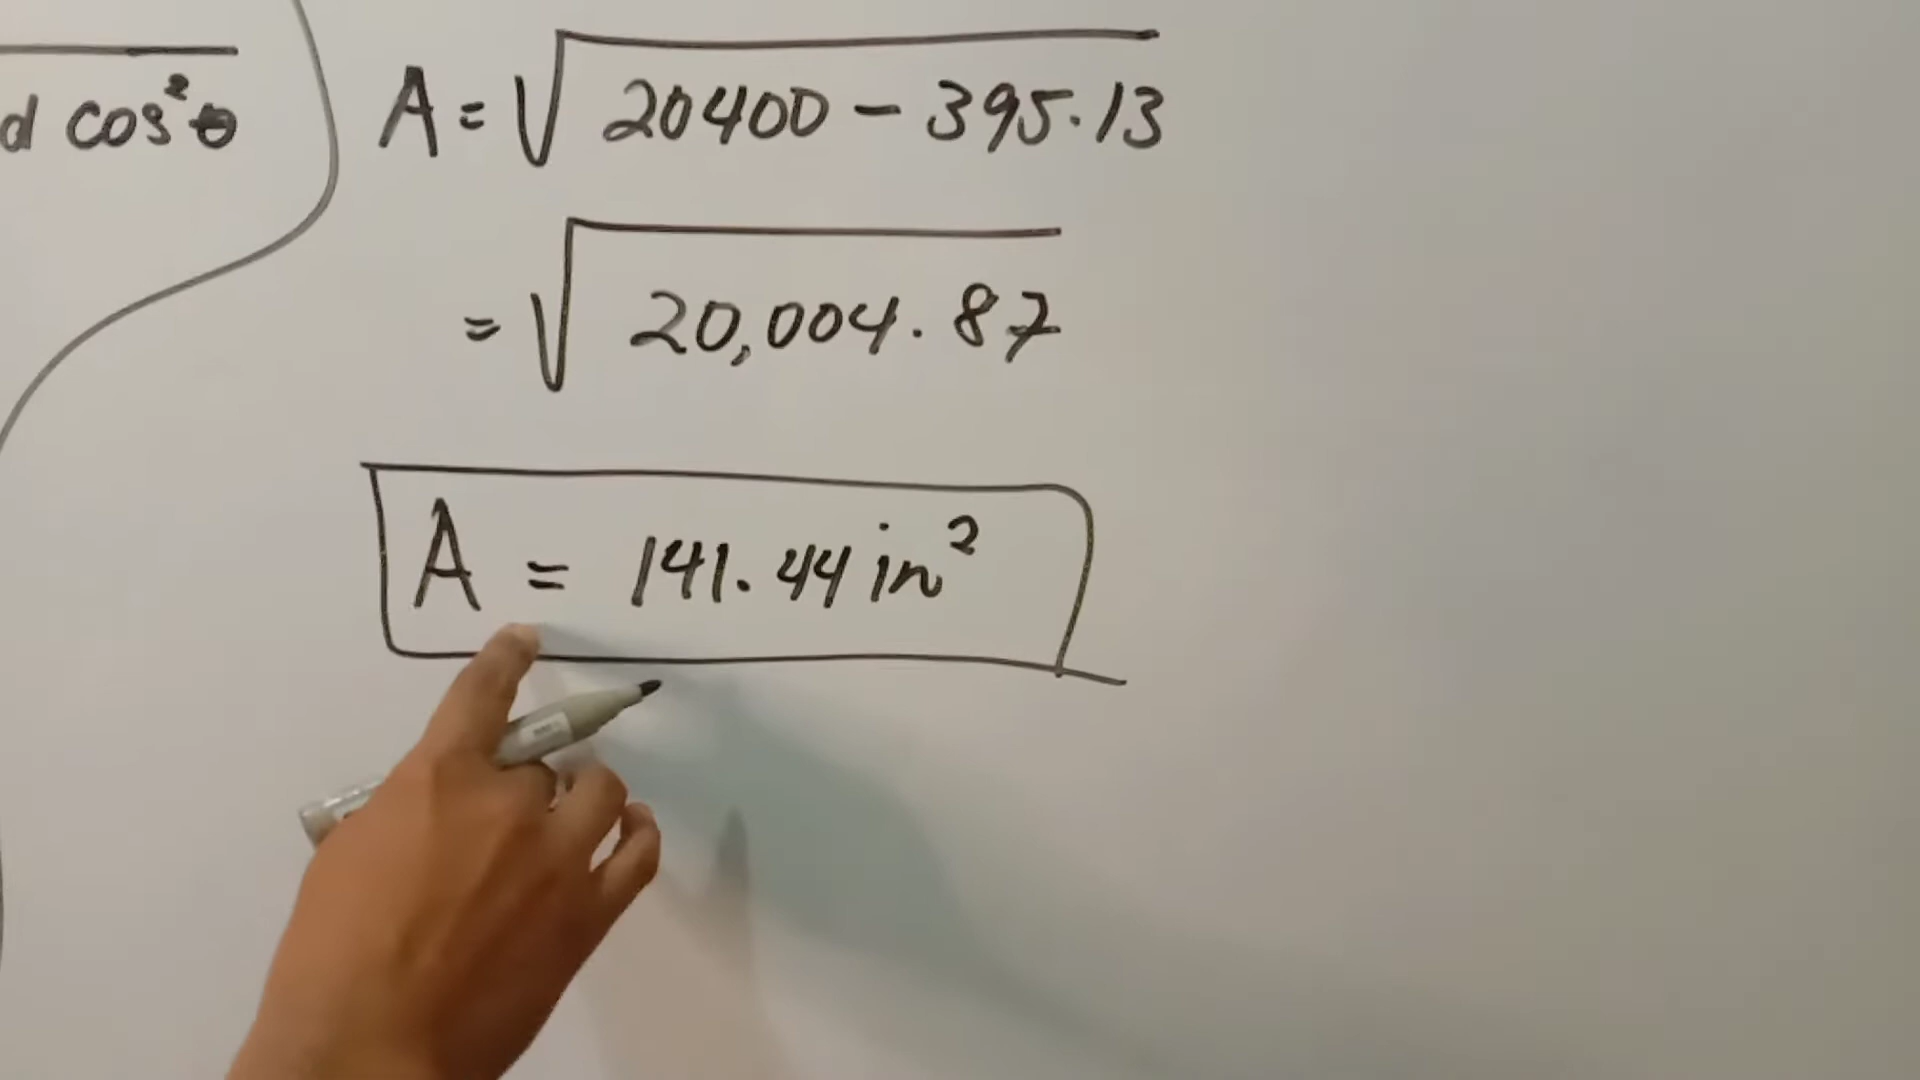 d cos²θ
A = √20400 - 395.13
= √20,004.87
A = 141.44 in²